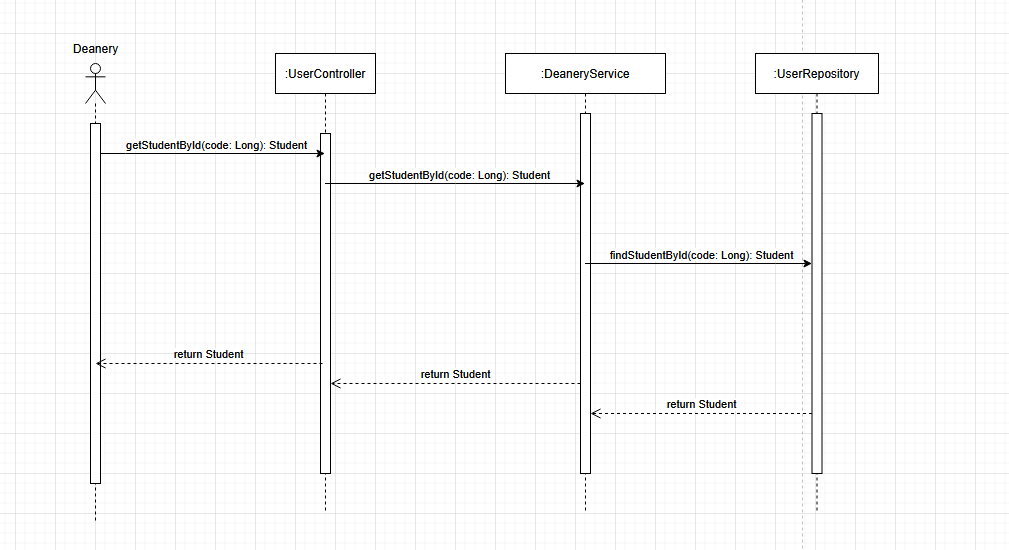 Deanery
:UserController
:DeaneryService
:UserRepository
getStudentById(code: Long): Student
getStudentById(code: Long): Student
findStudentById(code: Long): Student
return Student
return Student
return Student